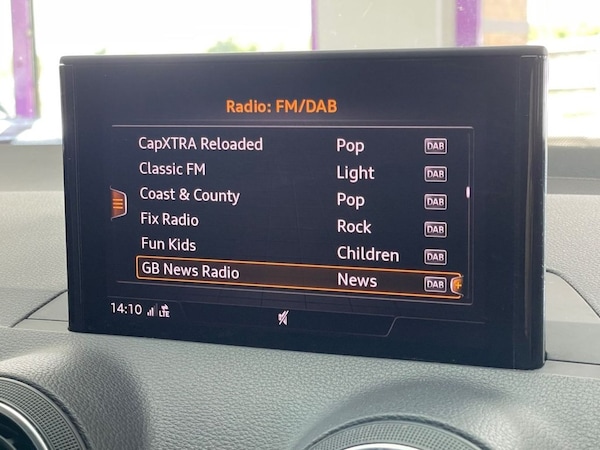 Radio: FM/DAB
CapXTRA Reloaded Pop DAB
Classic FM Light DAB
Coast & County Pop DAB
Fix Radio Rock DAB
Fun Kids Children DAB
GB News Radio News DAB
14:10 LTE